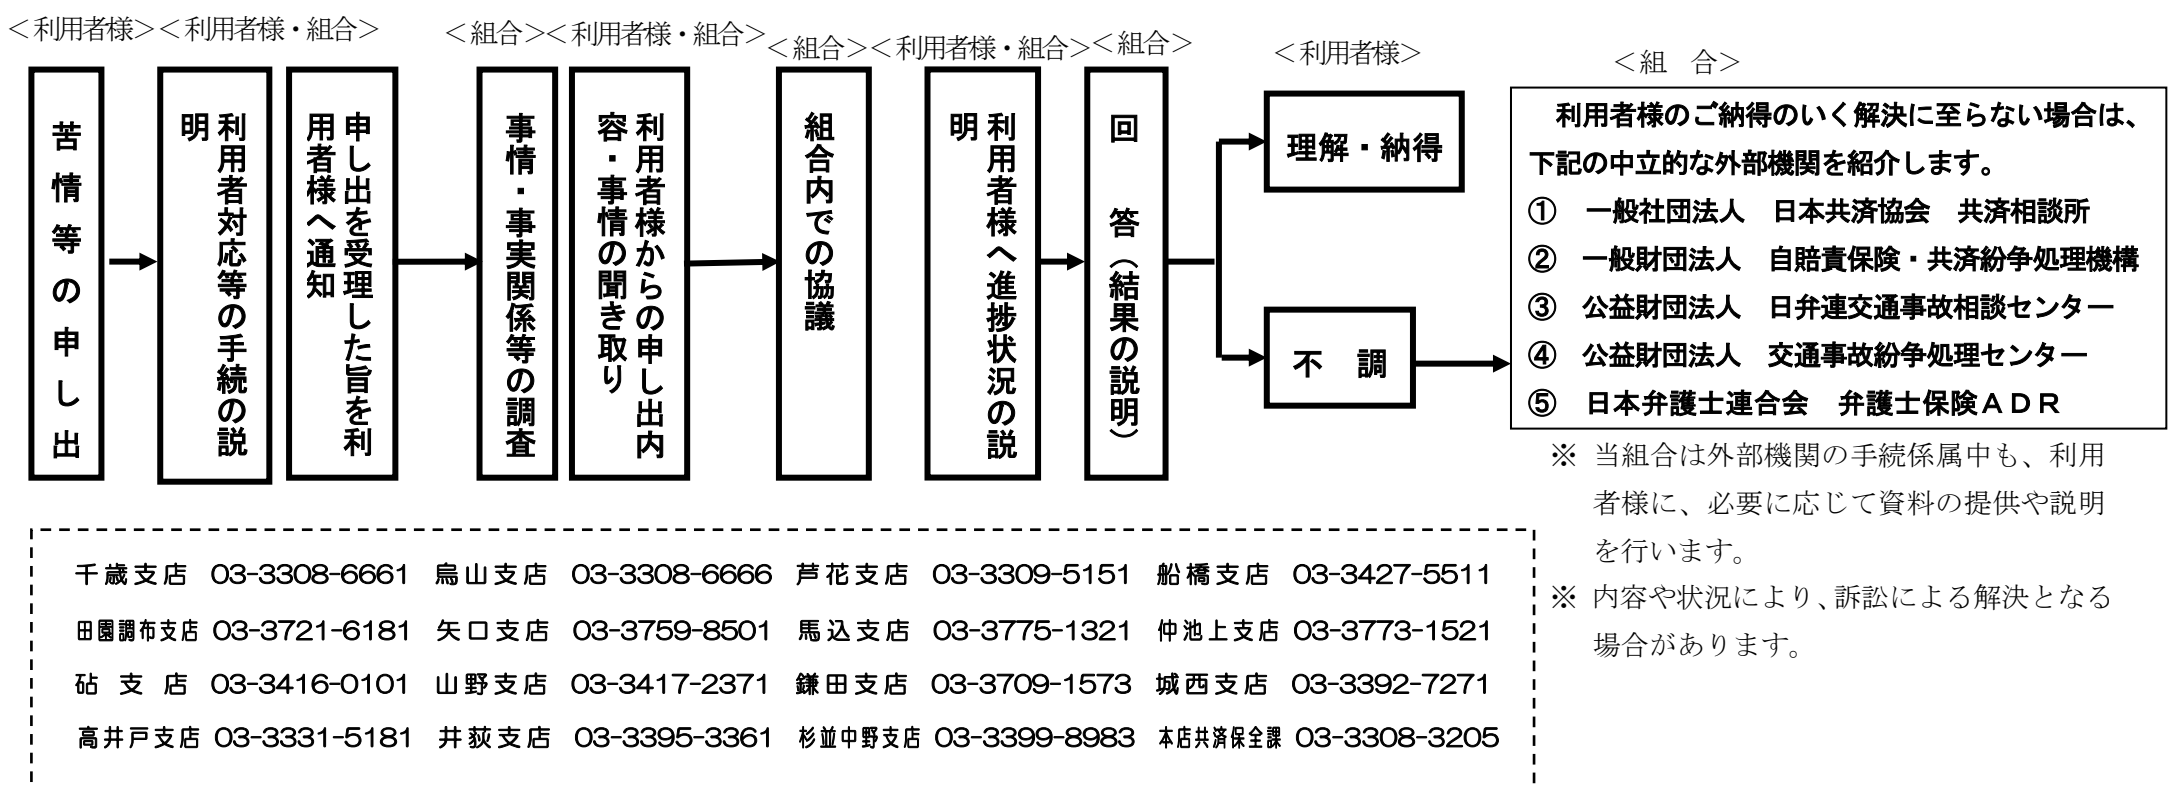 ＜利用者様＞＜利用者様・組合＞
＜組合＞＜利用者様・組合＞
＜組合＞＜利用者様・組合＞＜組合＞
＜利用者様＞
＜組　合＞
苦情等の申し出
利用者対応等の手続の説
明
申し出を受理した旨を利
用者様へ通知
事情・事実関係等の調査
利用者様からの申し出内
容・事情の聞き取り
組合内での協議
利用者様へ進捗状況の説
明
回　答（結果の説明）
理解・納得
不　調
利用者様のご納得のいく解決に至らない場合は、
下記の中立的な外部機関を紹介します。
①　一般社団法人　日本共済協会　共済相談所
②　一般財団法人　自賠責保険・共済紛争処理機構
③　公益財団法人　日弁連交通事故相談センター
④　公益財団法人　交通事故紛争処理センター
⑤　日本弁護士連合会　弁護士保険ＡＤＲ
※ 当組合は外部機関の手続係属中も、利用
者様に、必要に応じて資料の提供や説明
を行います。
※ 内容や状況により、訴訟による解決となる
場合があります。
千歳支店　03-3308-6661　烏山支店　03-3308-6666　芦花支店　03-3309-5151　船橋支店　03-3427-5511
田園調布支店 03-3721-6181　矢口支店　03-3759-8501　馬込支店　03-3775-1321　仲池上支店 03-3773-1521
砧　支　店　03-3416-0101　山野支店　03-3417-2371　鎌田支店　03-3709-1573　城西支店　03-3392-7271
高井戸支店 03-3331-5181　井荻支店　03-3395-3361　杉並中野支店 03-3399-8983　本店共済保全課 03-3308-3205